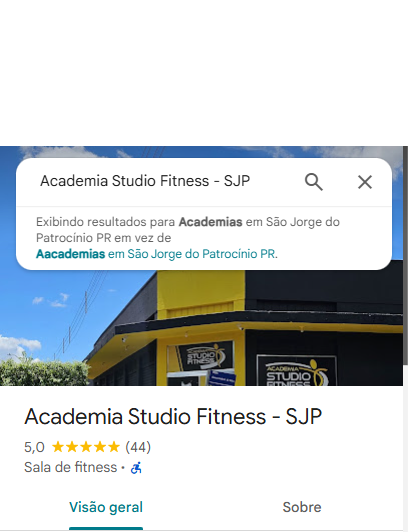 Academia Studio Fitness - SJP
Exibindo resultados para Academias em São Jorge do
Patrocínio PR em vez de
Aacademias em São Jorge do Patrocínio PR.
ACADEMIA
STUDIO
FITNESS
ACADEMIA
STUDIO
FITNESS
Academia Studio Fitness - SJP
5,0 ★★★★★ (44)
Sala de fitness ·
Visão geral
Sobre